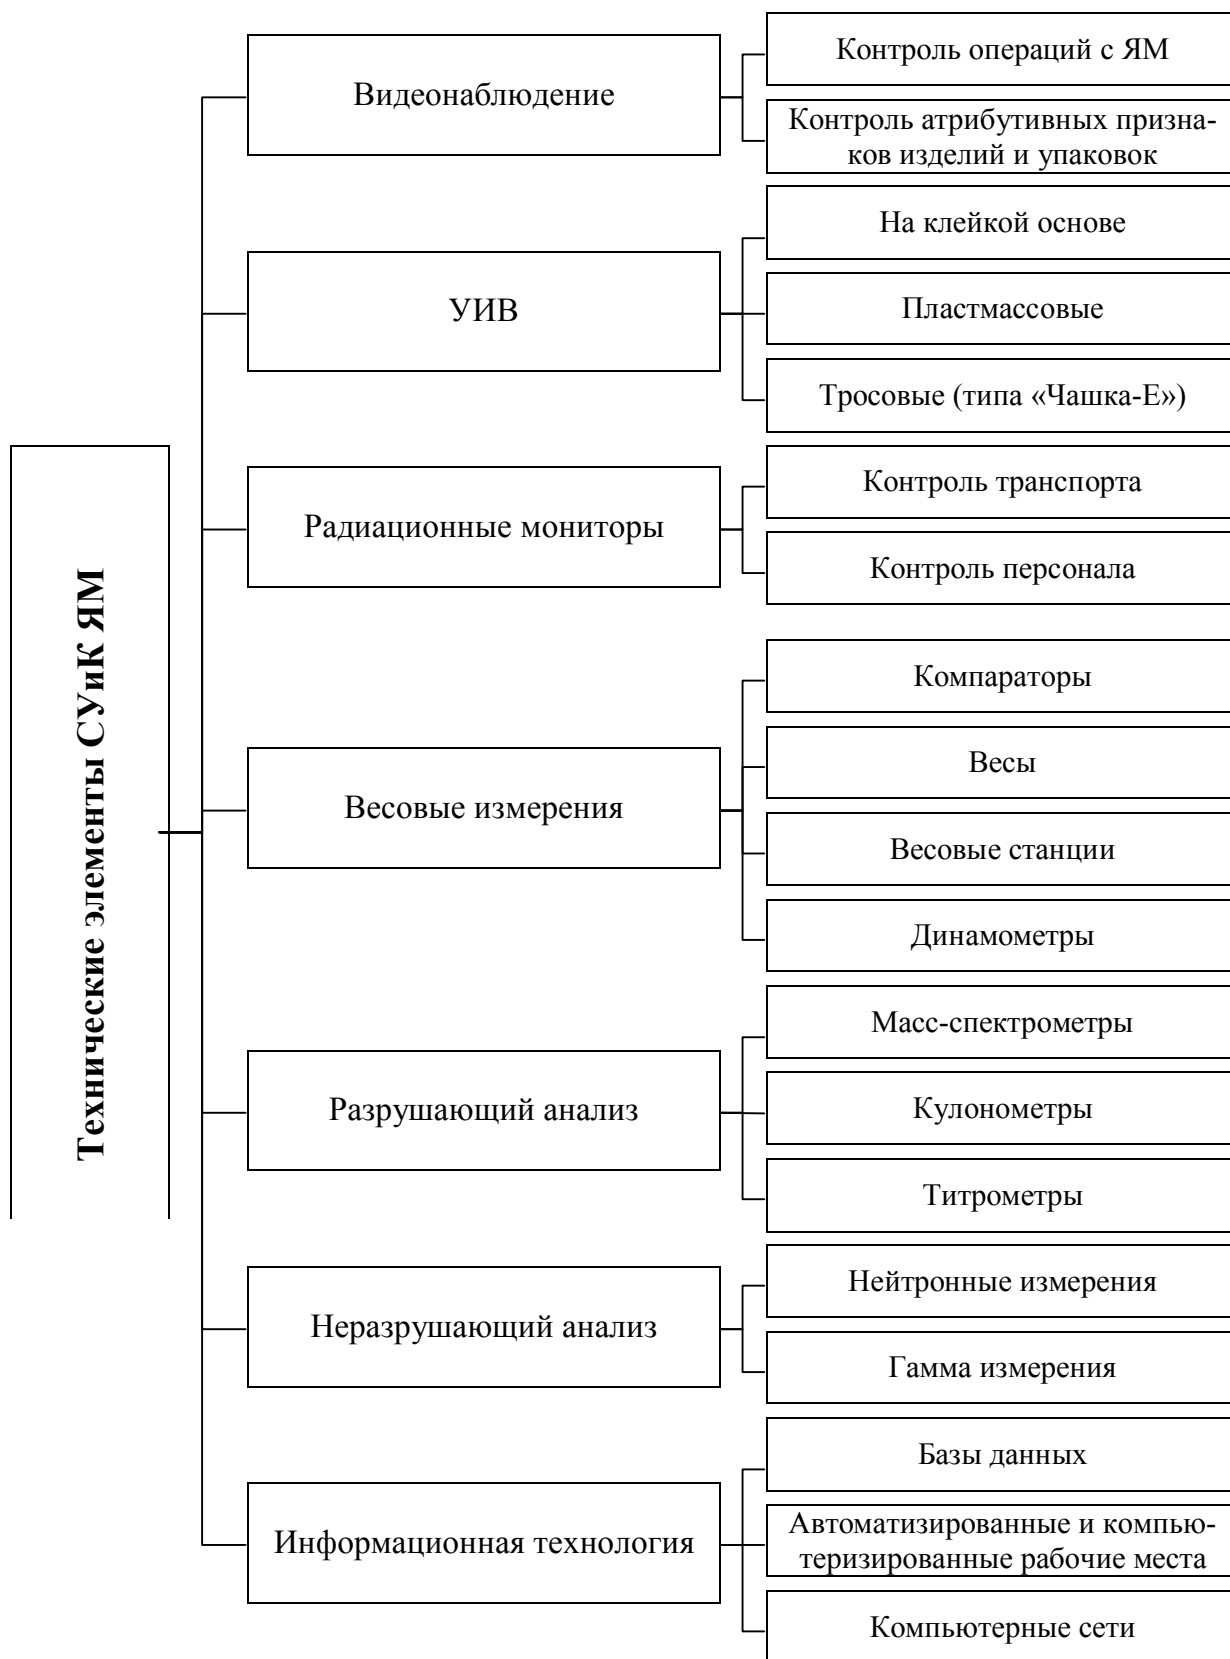 Технические элементы СУиК ЯМ
Видеонаблюдение
Контроль операций с ЯМ
Контроль атрибутивных призна-
ков изделий и упаковок
УИВ
На клейкой основе
Пластмассовые
Тросовые (типа «Чашка-Е»)
Радиационные мониторы
Контроль транспорта
Контроль персонала
Весовые измерения
Компараторы
Весы
Весовые станции
Динамометры
Разрушающий анализ
Масс-спектрометры
Кулонометры
Титрометры
Неразрушающий анализ
Нейтронные измерения
Гамма измерения
Информационная технология
Базы данных
Автоматизированные и компью-
теризированные рабочие места
Компьютерные сети